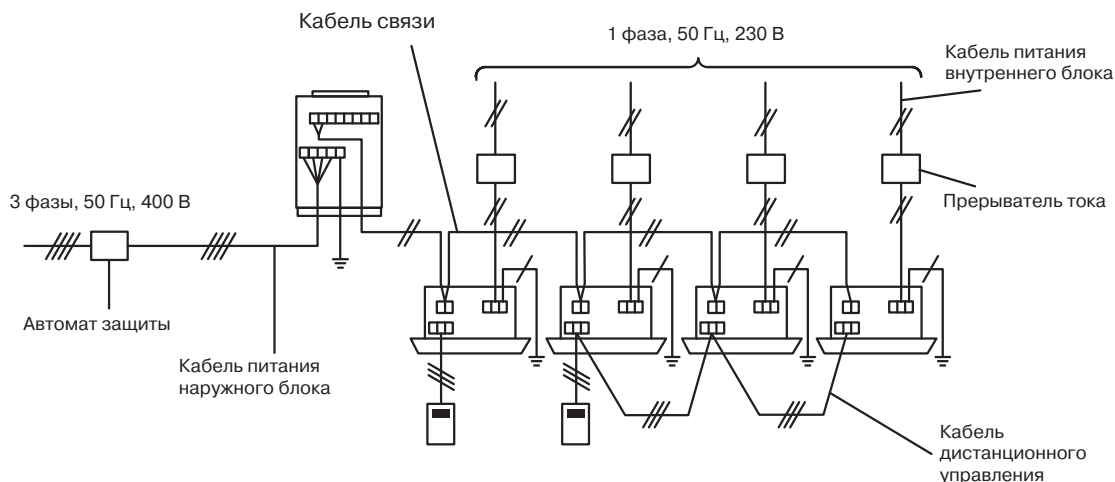 Кабель связи
1 фаза, 50 Гц, 230 В
Кабель питания
внутреннего блока
3 фазы, 50 Гц, 400 В
Прерыватель тока
Автомат защиты
Кабель питания
наружного блока
Кабель
дистанционного
управления